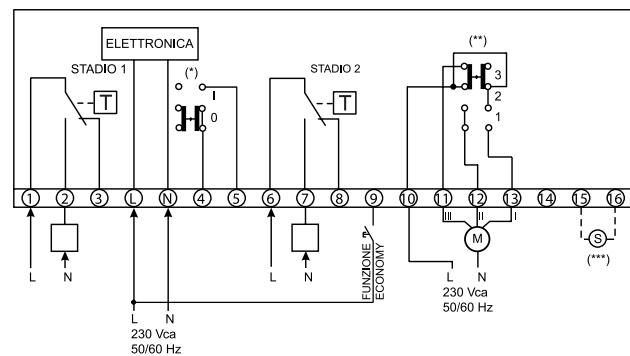 ELETTRONICA
STADIO 1
(*)
STADIO 2
(**)
T
I
0
T
3
2
1
1 2 3 L N 4 5 6 7 8 9 10 11 12 13 14 15 16
III II I
M
S
(***)
FUNZIONE
ECONOMY
L N
L N
L N
230 Vca
50/60 Hz
L N
230 Vca
50/60 Hz